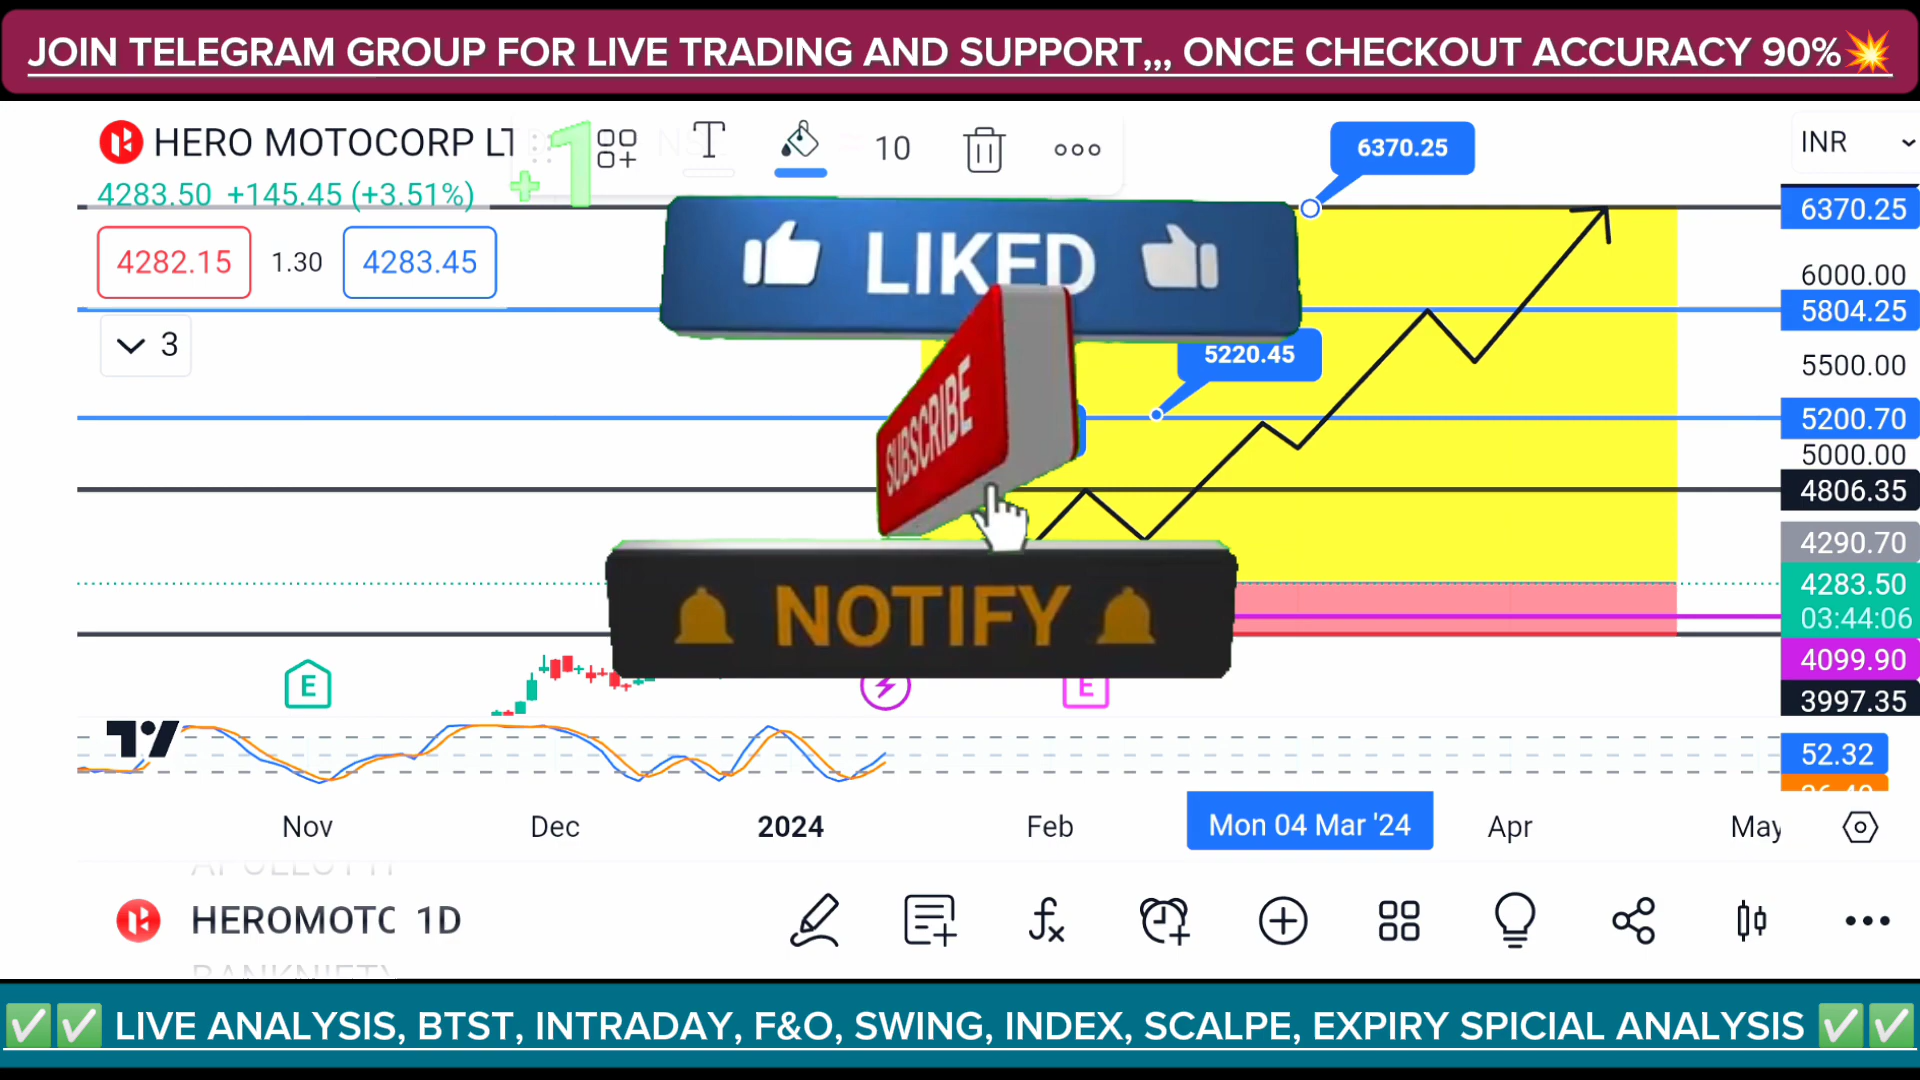 JOIN TELEGRAM GROUP FOR LIVE TRADING AND SUPPORT,,, ONCE CHECKOUT ACCURACY 90%💥
HERO MOTOCORP LT
+1
T
10
6370.25
INR
4283.50 +145.45 (+3.51%)
6370.25
4282.15 1.30 4283.45
LIKED
6000.00
5804.25
3
5220.45
5500.00
SUBSCRIBE
5200.70
5000.00
4806.35
4290.70
4283.50
NOTIFY
03:44:06
4099.90
E
E
3997.35
52.32
Nov Dec 2024 Feb Mon 04 Mar '24 Apr May
HEROMOTC 1D
✅✅ LIVE ANALYSIS, BTST, INTRADAY, F&O, SWING, INDEX, SCALPE, EXPIRY SPICIAL ANALYSIS ✅✅